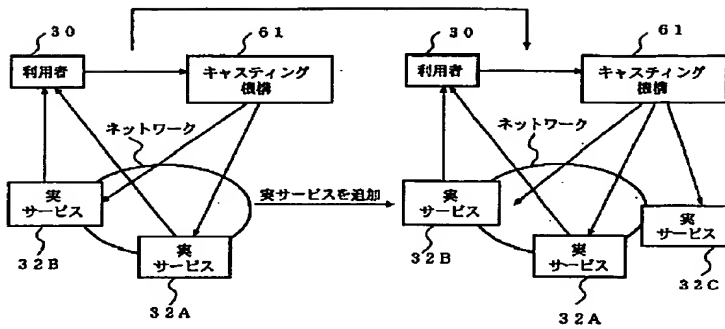 30
61
利用者
キャスティング
機構
ネットワーク
実
サービス
32B
実
サービス
32A
実サービスを追加
30
61
利用者
キャスティング
機構
ネットワーク
実
サービス
32B
実
サービス
32A
実
サービス
32C